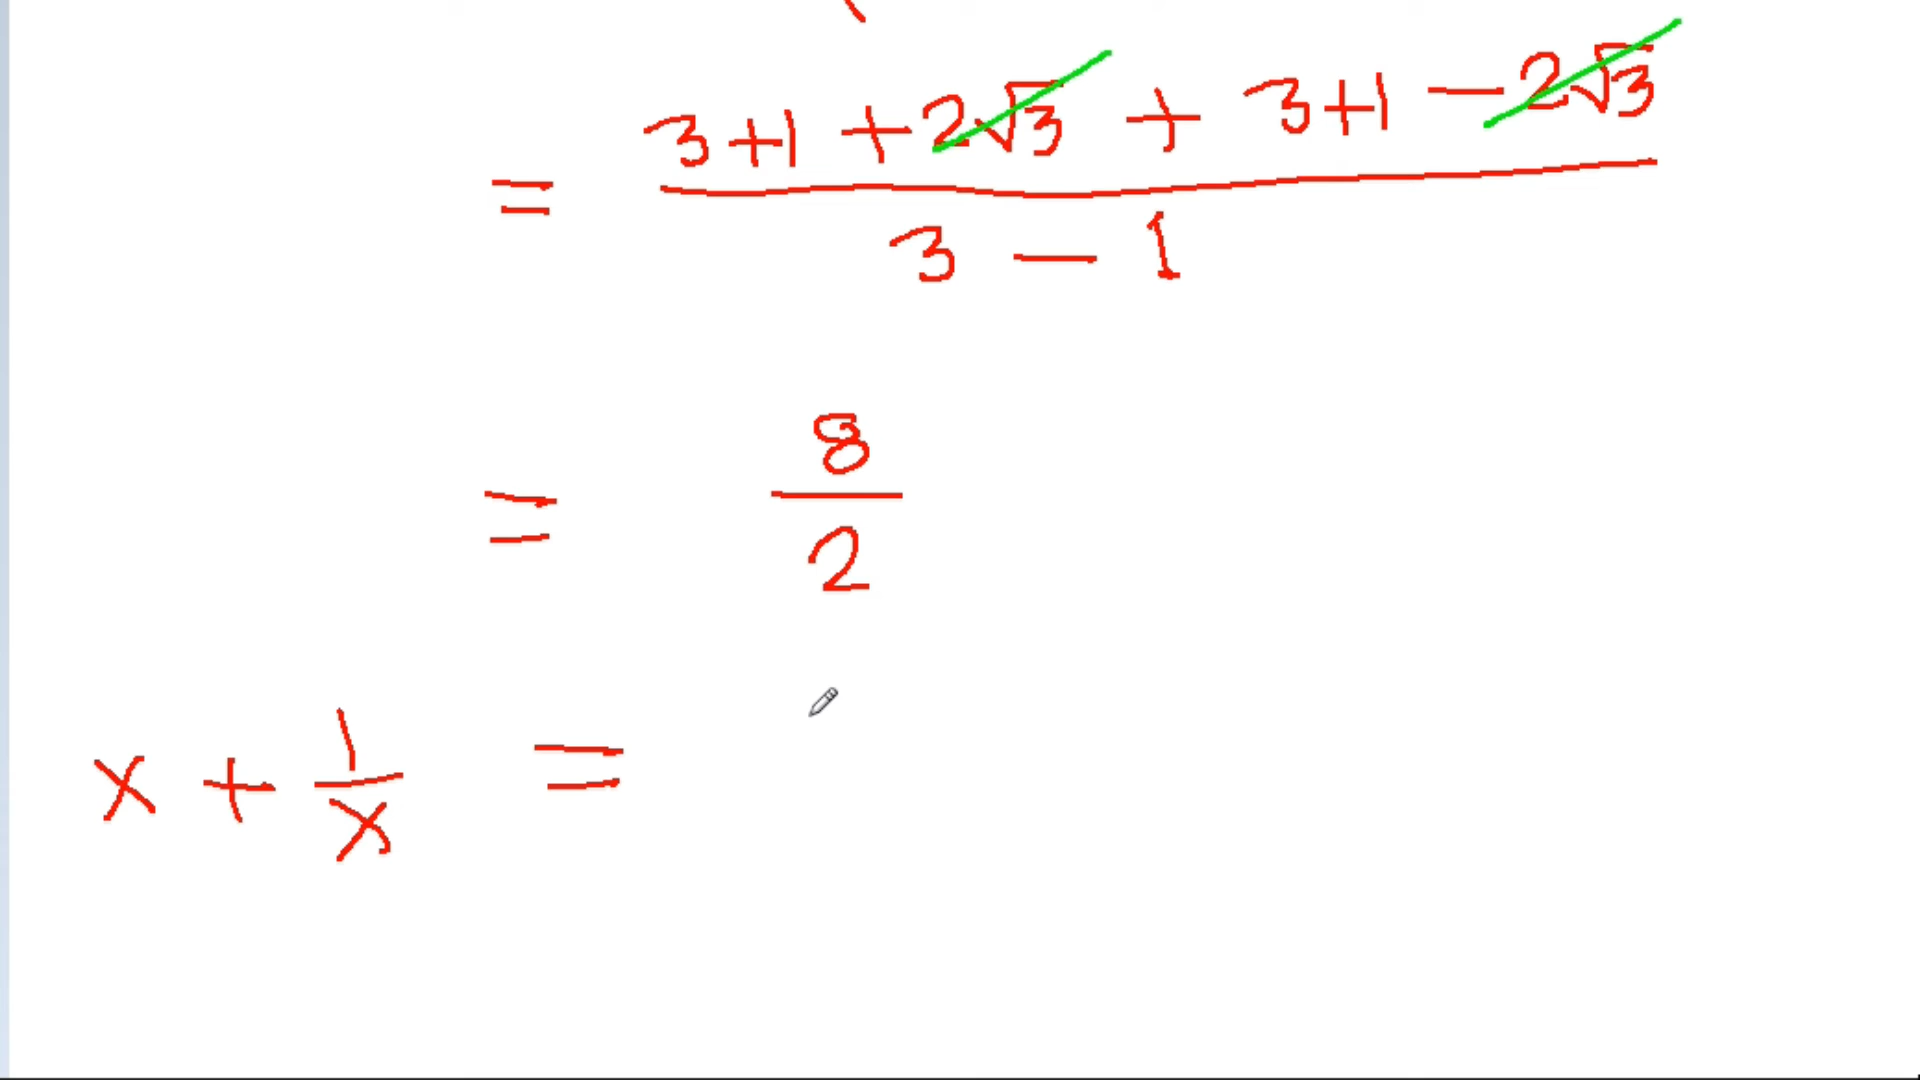 = (3+1 + 2√3 + 3+1 - 2√3) / (3 - 1)
= 8/2
x + 1/x =